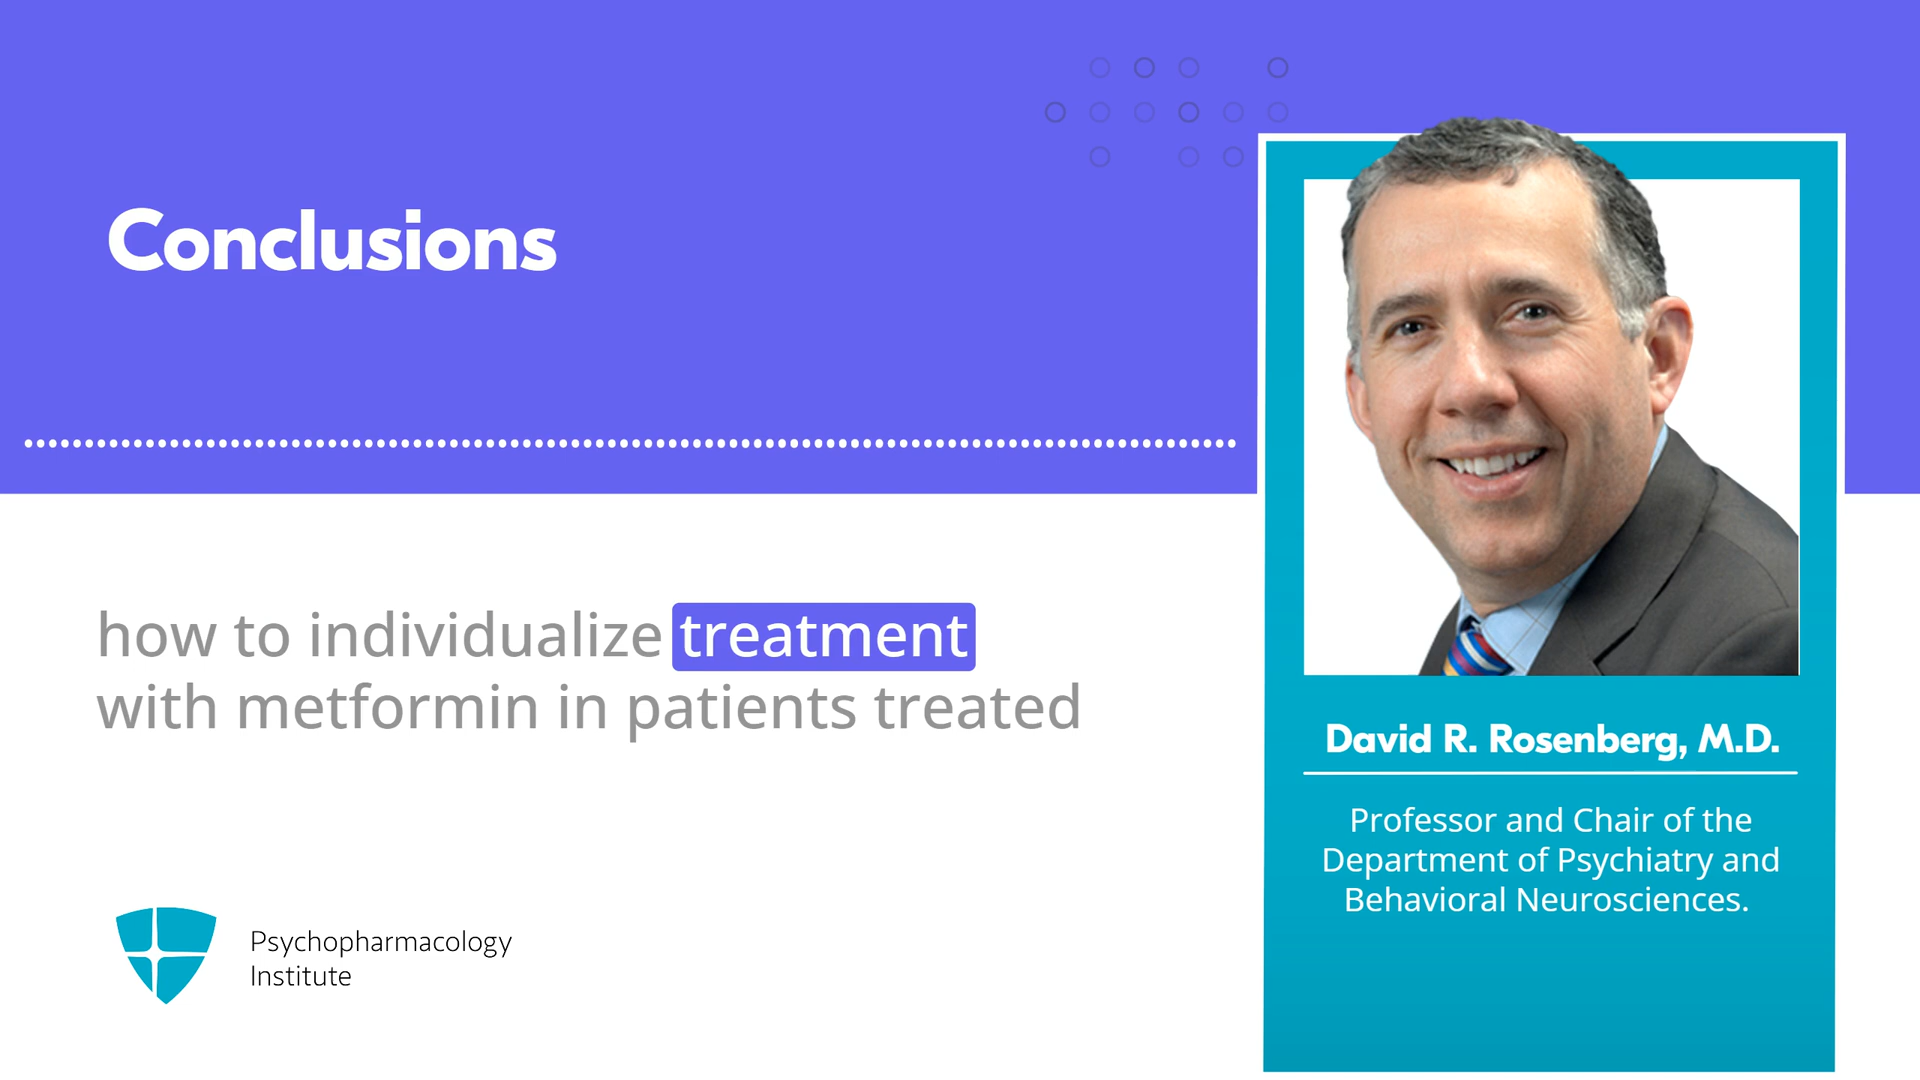 Conclusions
how to individualize treatment
with metformin in patients treated
Psychopharmacology
Institute
David R. Rosenberg, M.D.
Professor and Chair of the
Department of Psychiatry and
Behavioral Neurosciences.